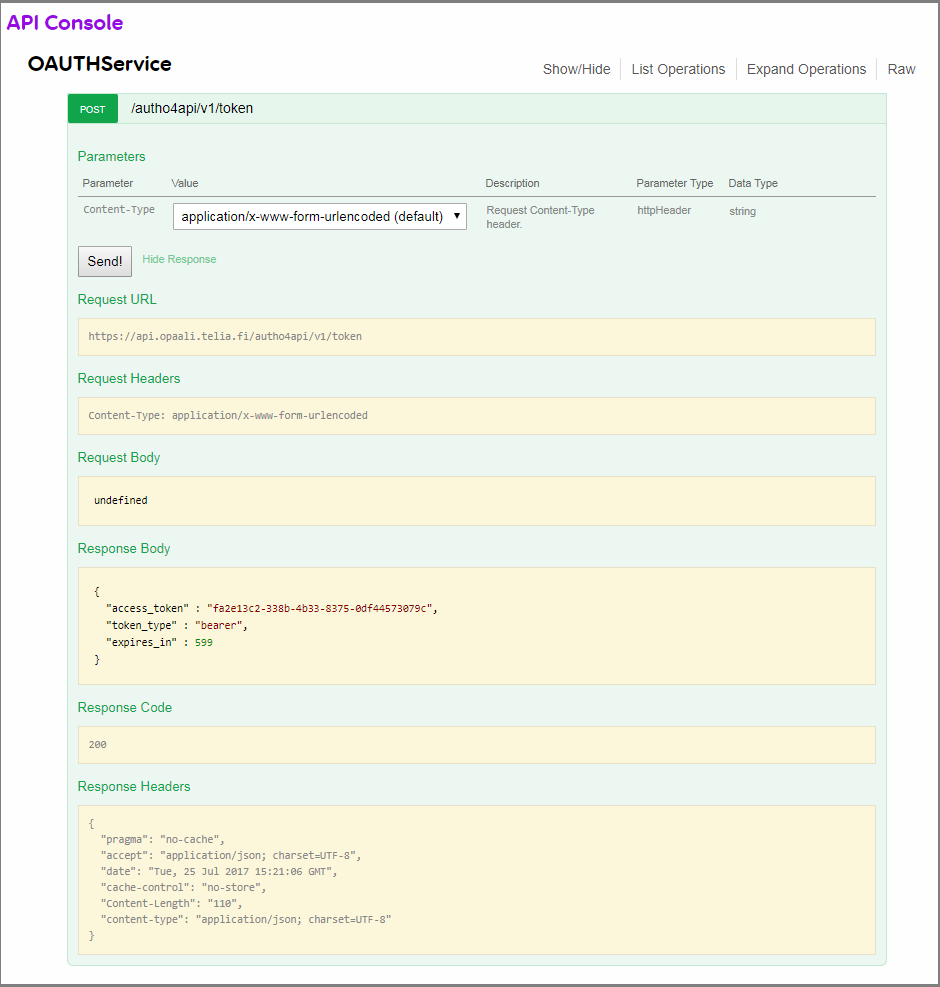 API Console
OAUTHService
Show/Hide List Operations Expand Operations Raw
POST /autho4api/v1/token
Parameters
Parameter Value Description Parameter Type Data Type
Content-Type application/x-www-form-urlencoded (default) Request Content-Type header. httpHeader string
Send! Hide Response
Request URL
https://api.opaali.telia.fi/autho4api/v1/token
Request Headers
Content-Type: application/x-www-form-urlencoded
Request Body
undefined
Response Body
{
"access_token" : "fa2e13c2-338b-4b33-8375-0df44573079c",
"token_type" : "bearer",
"expires_in" : 599
}
Response Code
200
Response Headers
{
"pragma": "no-cache",
"accept": "application/json; charset=UTF-8",
"date": "Tue, 25 Jul 2017 15:21:06 GMT",
"cache-control": "no-store",
"Content-Length": "110",
"content-type": "application/json; charset=UTF-8"
}